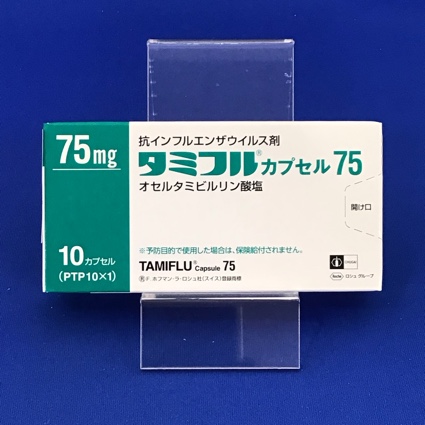 75mg
抗インフルエンザウイルス剤
タミフル®カプセル75
オセルタミビルリン酸塩
開け口
10カプセル
(PTP10×1)
※予防目的で使用した場合は、保険給付されません。
TAMIFLU® Capsule 75
Ⓡ F. ホフマン・ラ・ロシュ社(スイス)登録商標
Roche ロシュ グループ